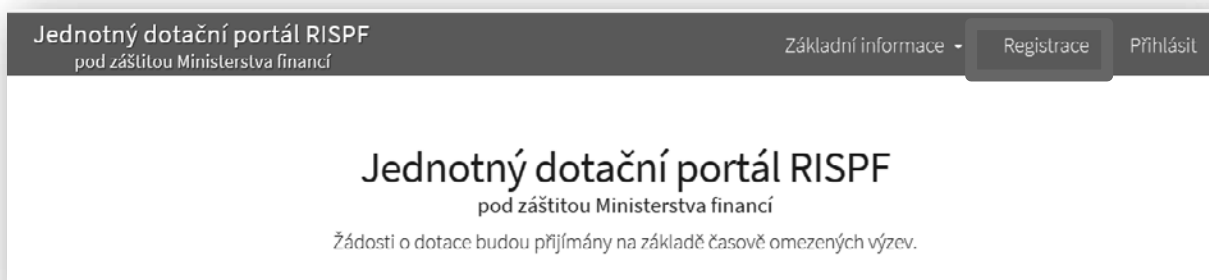 Jednotný dotační portál RISPF
pod záštitou Ministerstva financí
Základní informace
Registrace
Přihlásit
Jednotný dotační portál RISPF
pod záštitou Ministerstva financí
Žádosti o dotace budou přijímány na základě časově omezených výzev.